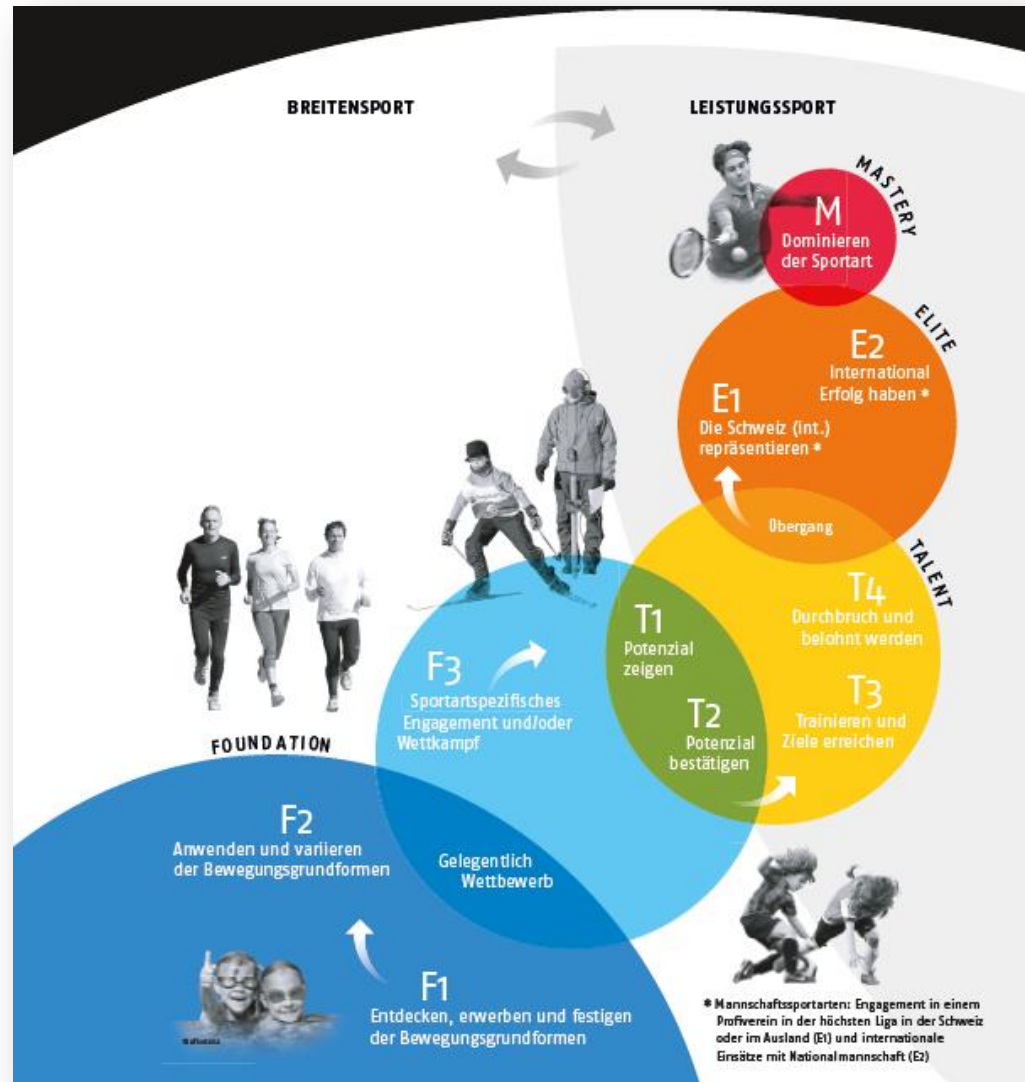 BREITENSPORT
LEISTUNGSSPORT
MASTERY
M
Dominieren
der Sportart
ELITE
E2
International
Erfolg haben *
E1
Die Schweiz (int.)
repräsentieren *
Übergang
TALENT
T4
Durchbruch und
belohnt werden
T1
Potenzial
zeigen
T3
Trainieren und
Ziele erreichen
T2
Potenzial
bestätigen
F3
Sportartspezifisches
Engagement und/oder
Wettkampf
FOUNDATION
F2
Anwenden und variieren
der Bewegungsgrundformen
Gelegentlich
Wettbewerb
F1
Entdecken, erwerben und festigen
der Bewegungsgrundformen
* Mannschaftssportarten: Engagement in einem
Profiverein in der höchsten Liga in der Schweiz
oder im Ausland (E1) und internationale
Einsätze mit Nationalmannschaft (E2)